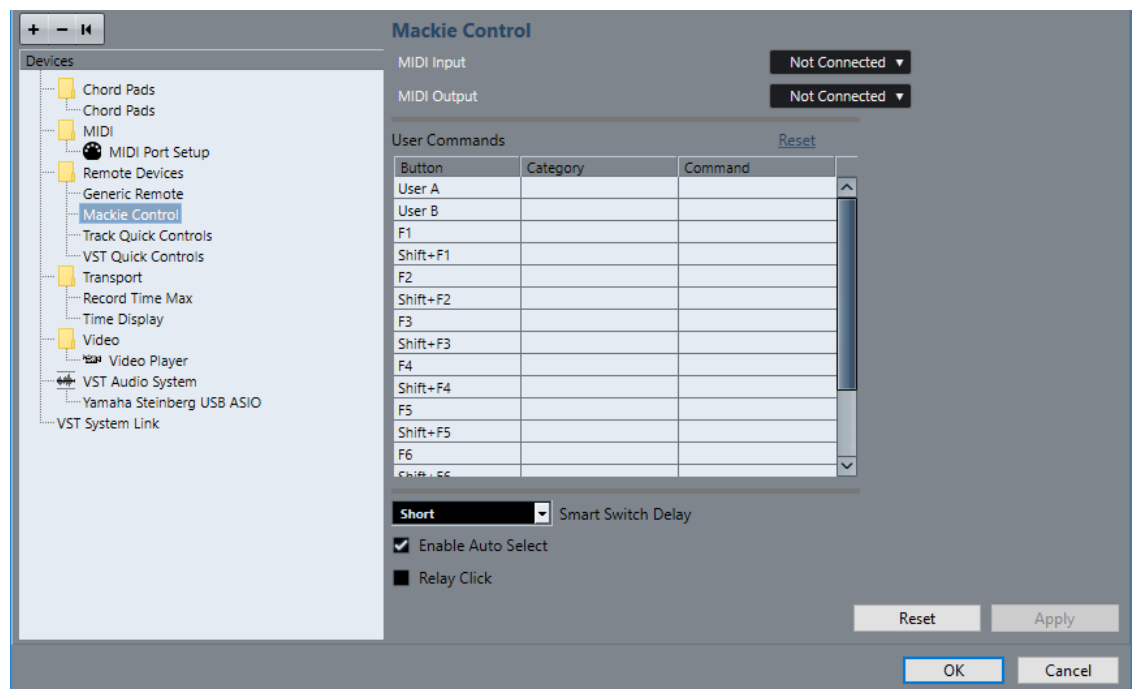 Mackie Control
Devices
MIDI Input Not Connected
MIDI Output Not Connected
Chord Pads
Chord Pads
MIDI
MIDI Port Setup
Remote Devices
Generic Remote
Mackie Control
Track Quick Controls
VST Quick Controls
Transport
Record Time Max
Time Display
Video
Video Player
VST Audio System
Yamaha Steinberg USB ASIO
VST System Link
User Commands Reset
Button Category Command
User A
User B
F1
Shift+F1
F2
Shift+F2
F3
Shift+F3
F4
Shift+F4
F5
Shift+F5
F6
Shift+F6
Short Smart Switch Delay
Enable Auto Select
Relay Click
Reset Apply
OK Cancel